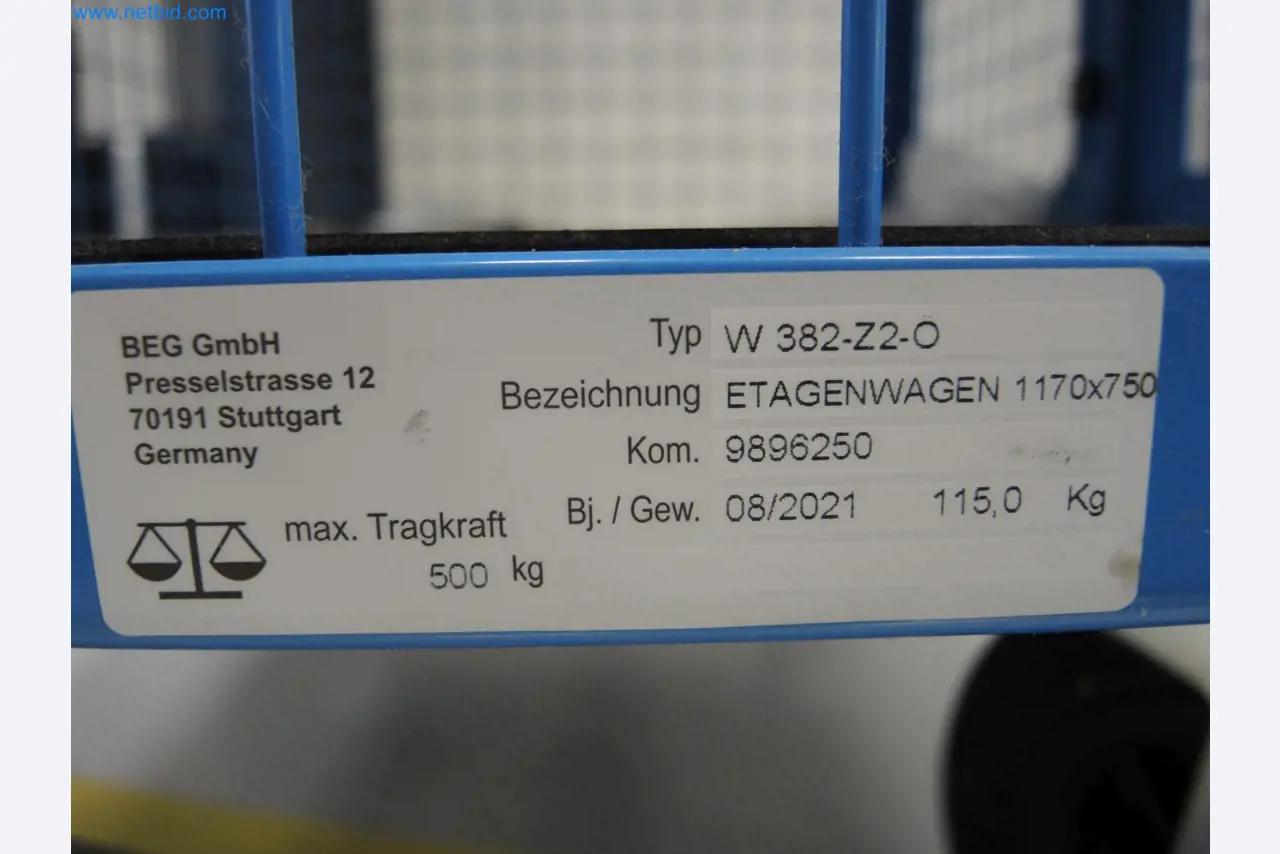 www.netbid.com
BEG GmbH
Presselstrasse 12
70191 Stuttgart
Germany
max. Tragkraft
500 kg
Typ W 382-Z2-Ö
Bezeichnung ETAGENWAGEN 1170x750
Kom. 9896250
Bj. / Gew. 08/2021 115,0 Kg